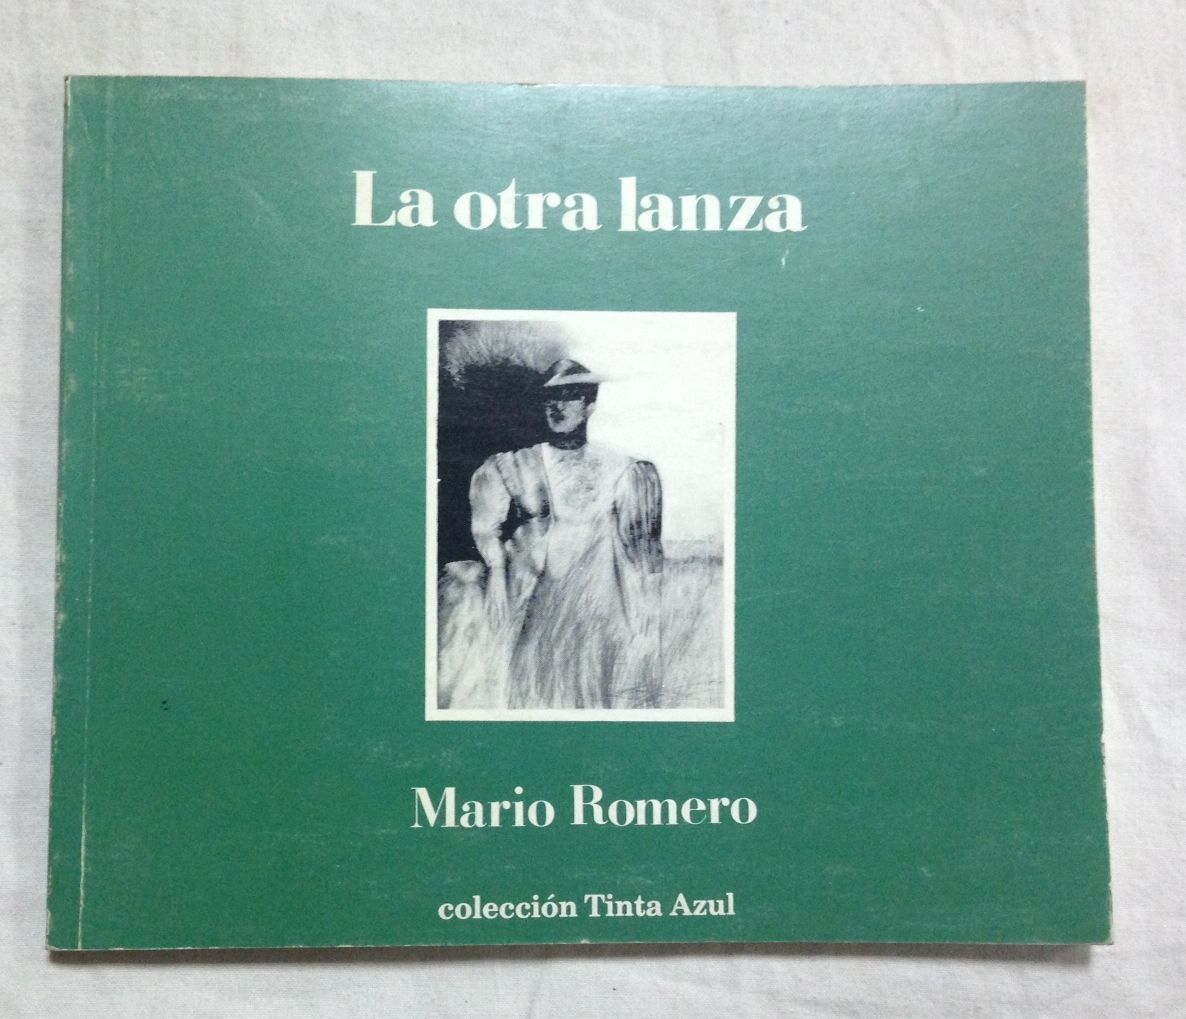 La otra lanza
Mario Romero
colección Tinta Azul